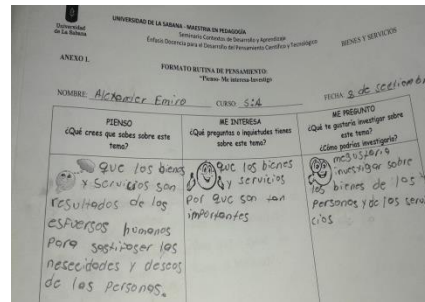 Universidad
de La Sabana
UNIVERSIDAD DE LA SABANA - MAESTRIA EN PEDAGOGÍA
Seminario Contextos de Desarrollo y Aprendizaje
Énfasis Docencia para el Desarrollo del Pensamiento Científico y Tecnológico
BIENES Y SERVICIOS
ANEXO I.
FORMATO RUTINA DE PENSAMIENTO:
"Pienso- Me interesa-Investigo
NOMBRE: Alexander Emiro CURSO FECHA: 8 de
PIENSO
¿Qué crees que sabes sobre este
tema?
que los bienes
y servicios son
resultados de los
esfuersos humanos
para sastifaser las
nesecidades y deseos
de las personas.
ME INTERESA
¿Qué preguntas o inquietudes tienes
sobre este tema?
que los bienes
y servicios
por que son tan
importantes
ME PREGUNTO
¿Qué te gustaría investigar sobre
este tema?
¿Cómo podrías investigarlo?
me gustaria
investigar sobre
los bienes de las
personas y de los serv
cios